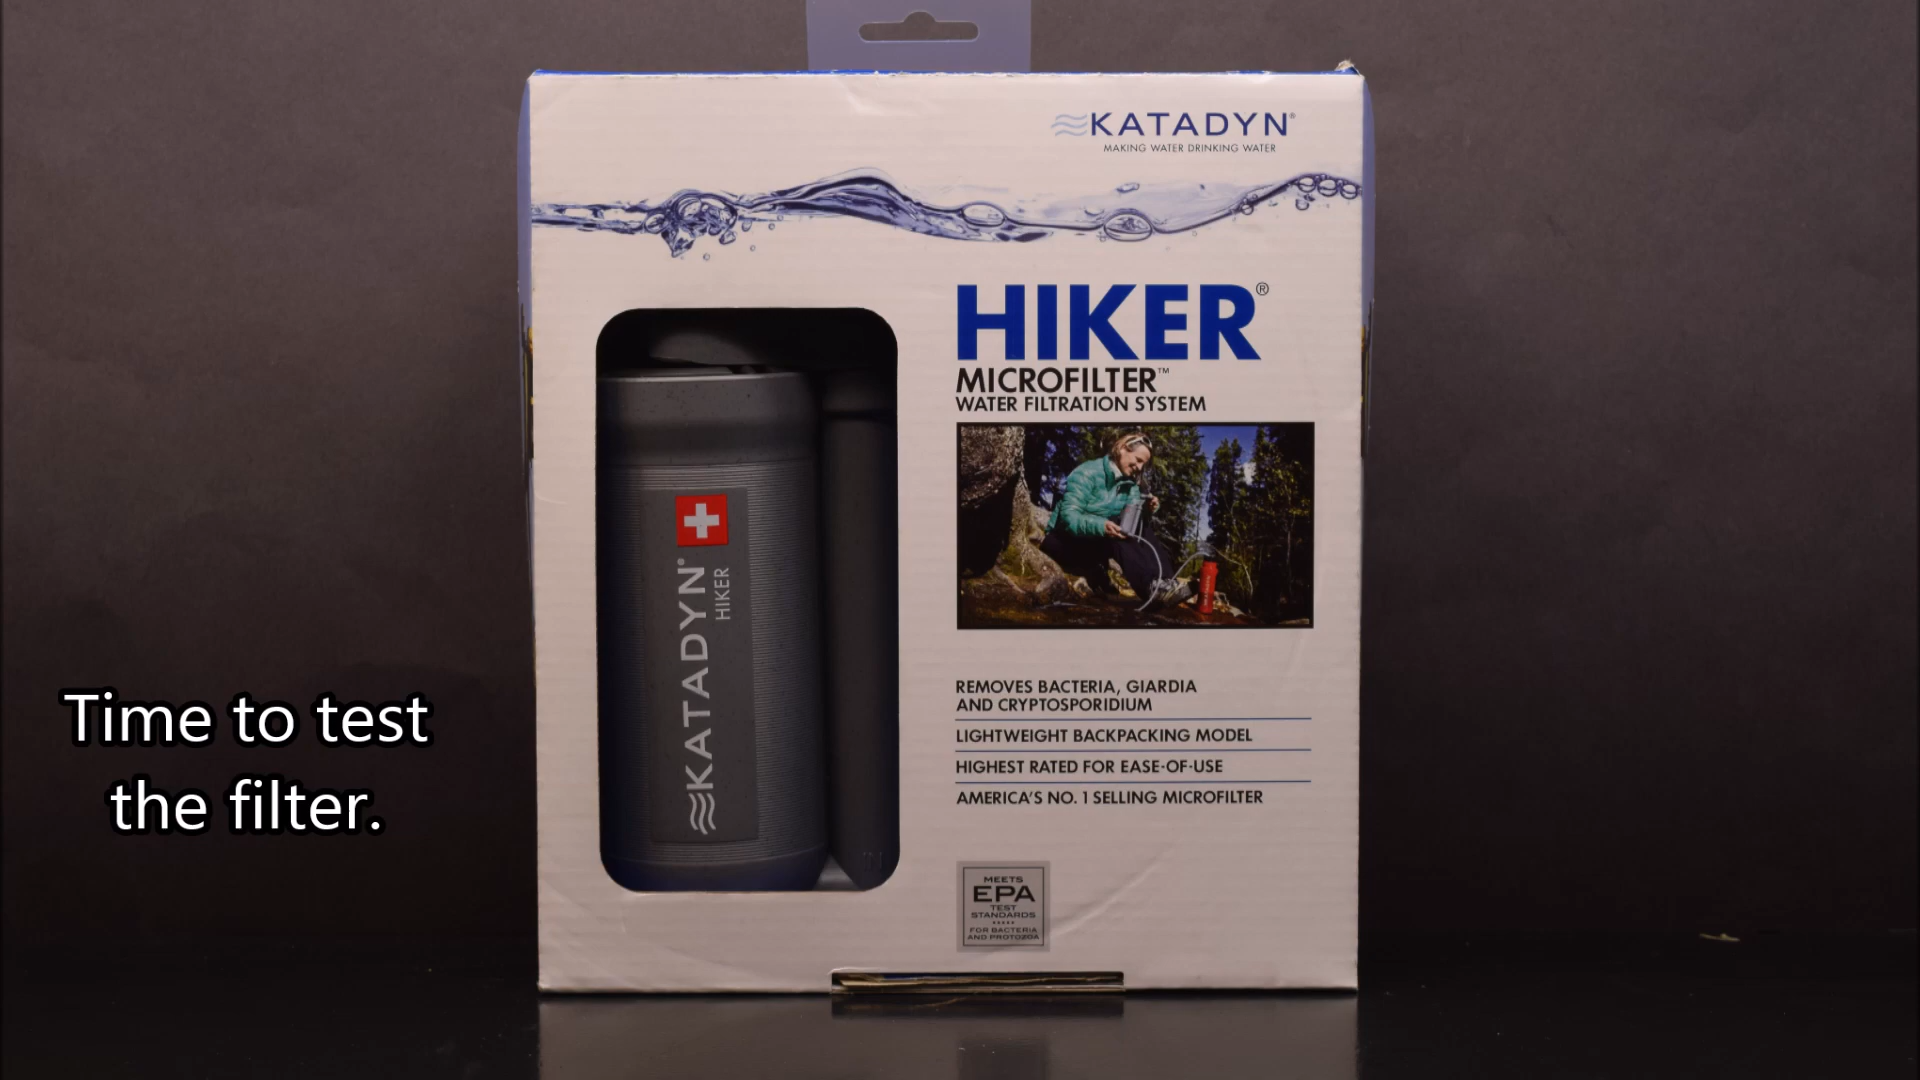 KATADYN®
MAKING WATER DRINKING WATER
HIKER®
MICROFILTER™
WATER FILTRATION SYSTEM
KATADYN®
HIKER
REMOVES BACTERIA, GIARDIA
AND CRYPTOSPORIDIUM
LIGHTWEIGHT BACKPACKING MODEL
HIGHEST RATED FOR EASE-OF-USE
AMERICA'S NO. 1 SELLING MICROFILTER
MEETS
EPA
TEST
STANDARDS
FOR BACTERIA
AND PROTOZOA
Time to test
the filter.